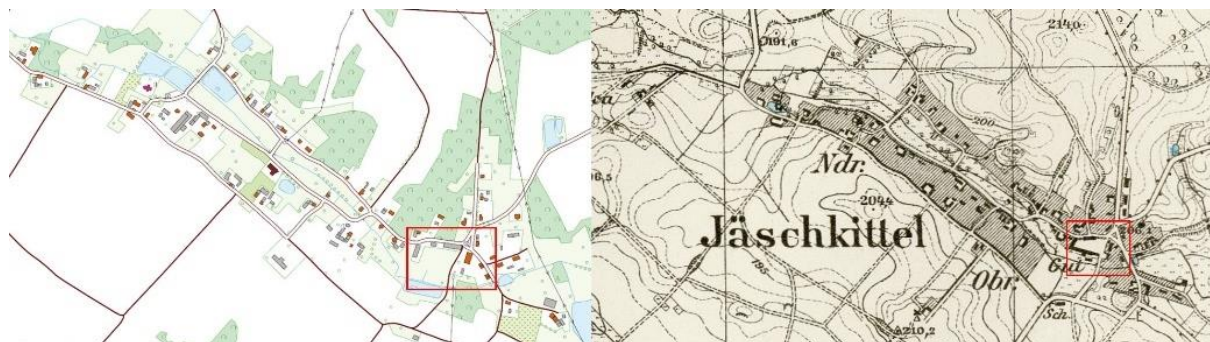 214,0
191,6
200
Ndr.
204,4
Jäschkittel
195
Gut
Obr.
Sch.
210,2